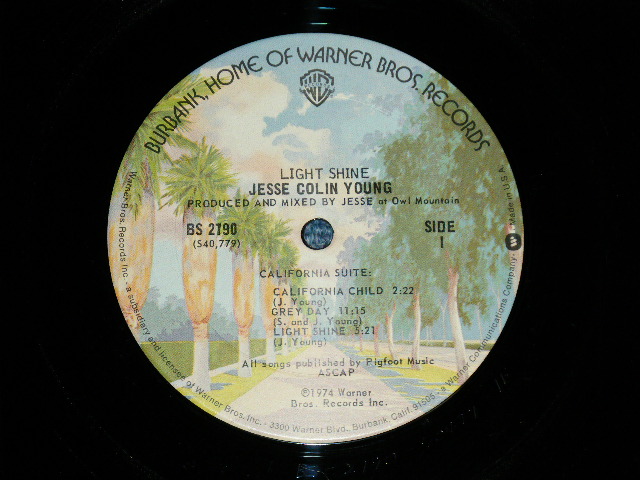 BURBANK, HOME OF WARNER BROS. RECORDS
LIGHT SHINE
JESSE COLIN YOUNG
PRODUCED AND MIXED BY JESSE at Owl Mountain
BS 2790
(S40,779)
SIDE
1
CALIFORNIA SUITE:
CALIFORNIA CHILD 2:22
(J. Young)
GREY DAY 11:15
(S. and J. Young)
LIGHT SHINE 5:21
(J. Young)
All songs published by Pigfoot Music
ASCAP
©1974 Warner
Bros. Records Inc.
Warner Bros. Records Inc. - a subsidiary and licensee of Warner Bros. Inc. - 3300 Warner Blvd., Burbank, Calif. 91505 - a Warner Communications Company - Made in U.S.A.